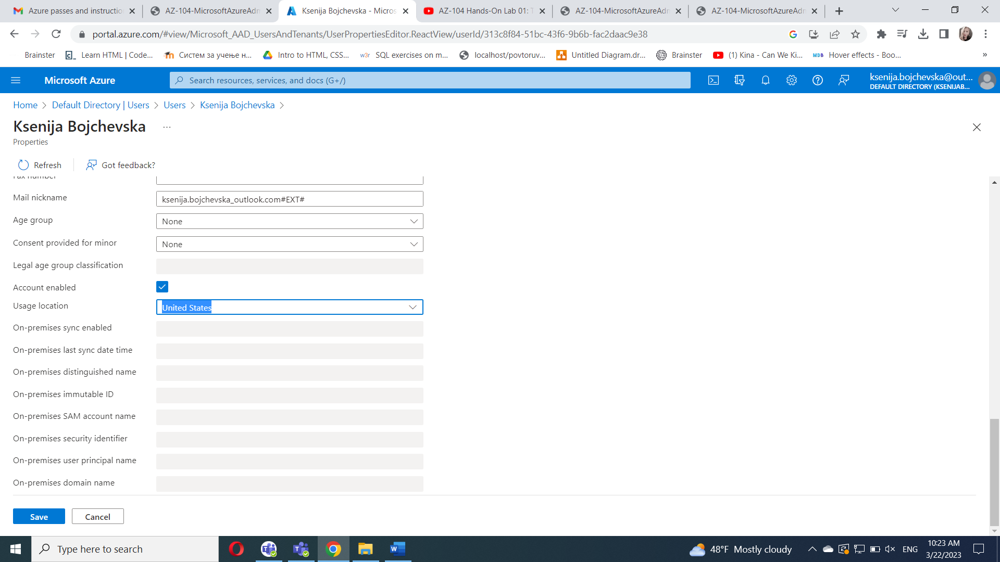 Azure passes and instructio
AZ-104-MicrosoftAzureAdm
Ksenija Bojchevska - Micros
AZ-104 Hands-On Lab 01: T
AZ-104-MicrosoftAzureAdm
AZ-104-MicrosoftAzureAdm
portal.azure.com/#view/Microsoft_AAD_UsersAndTenants/UserPropertiesEditor.ReactView/userId/313c8f84-51bc-43f6-9b6b-fac2daac9e38
Brainster
Learn HTML | Code...
Систем за учење н...
Intro to HTML, CSS...
SQL exercises on m...
localhost/povtoruv...
Untitled Diagram.dr...
Brainster
(1) Kina - Can We Ki...
Hover effects - Boo...
»
Microsoft Azure
Search resources, services, and docs (G+/)
ksenija.bojchevska@out...
DEFAULT DIRECTORY (KSENIJAB...
Home > Default Directory | Users > Users > Ksenija Bojchevska >
Ksenija Bojchevska ...
Properties
Refresh
Got feedback?
Fax number
Mail nickname
ksenija.bojchevska_outlook.com#EXT#
Age group
None
Consent provided for minor
None
Legal age group classification
Account enabled
Usage location
United States
On-premises sync enabled
On-premises last sync date time
On-premises distinguished name
On-premises immutable ID
On-premises SAM account name
On-premises security identifier
On-premises user principal name
On-premises domain name
Save
Cancel
Type here to search
48°F Mostly cloudy
ENG
10:23 AM
3/22/2023